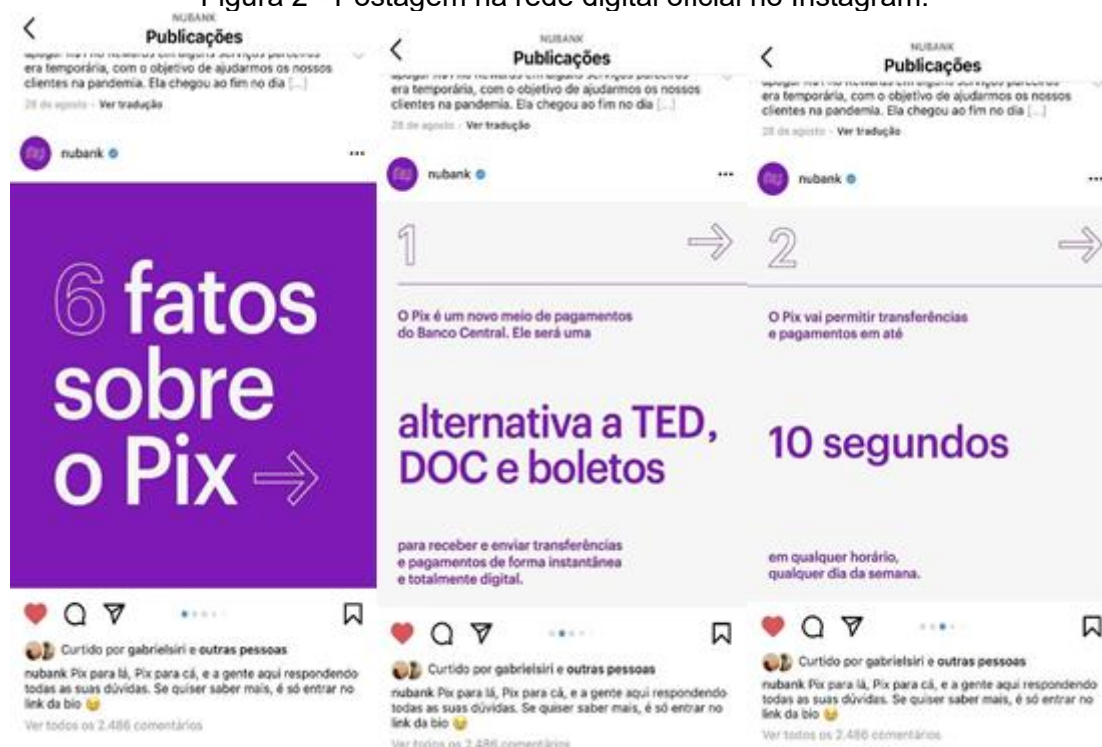 Figura 2 - Postagem na rede digital oficial no Instagram.
NUBANK
Publicações
era temporária, com o objetivo de ajudarmos os nossos
clientes na pandemia. Ela chegou ao fim no dia [...]
28 de agosto · Ver tradução
nubank
6 fatos
sobre
o Pix
Curtido por gabrielsiri e outras pessoas
nubank Pix para lá, Pix para cá, e a gente aqui respondendo
todas as suas dúvidas. Se quiser saber mais, é só entrar no
link da bio 😉
Ver todos os 2.486 comentários
NUBANK
Publicações
era temporária, com o objetivo de ajudarmos os nossos
clientes na pandemia. Ela chegou ao fim no dia [...]
28 de agosto · Ver tradução
nubank
1
O Pix é um novo meio de pagamentos
do Banco Central. Ele será uma
alternativa a TED,
DOC e boletos
para receber e enviar transferências
e pagamentos de forma instantânea
e totalmente digital.
Curtido por gabrielsiri e outras pessoas
nubank Pix para lá, Pix para cá, e a gente aqui respondendo
todas as suas dúvidas. Se quiser saber mais, é só entrar no
link da bio 😉
Ver todos os 2.486 comentários
NUBANK
Publicações
era temporária, com o objetivo de ajudarmos os nossos
clientes na pandemia. Ela chegou ao fim no dia [...]
28 de agosto · Ver tradução
nubank
2
O Pix vai permitir transferências
e pagamentos em até
10 segundos
em qualquer horário,
qualquer dia da semana.
Curtido por gabrielsiri e outras pessoas
nubank Pix para lá, Pix para cá, e a gente aqui respondendo
todas as suas dúvidas. Se quiser saber mais, é só entrar no
link da bio 😉
Ver todos os 2.486 comentários